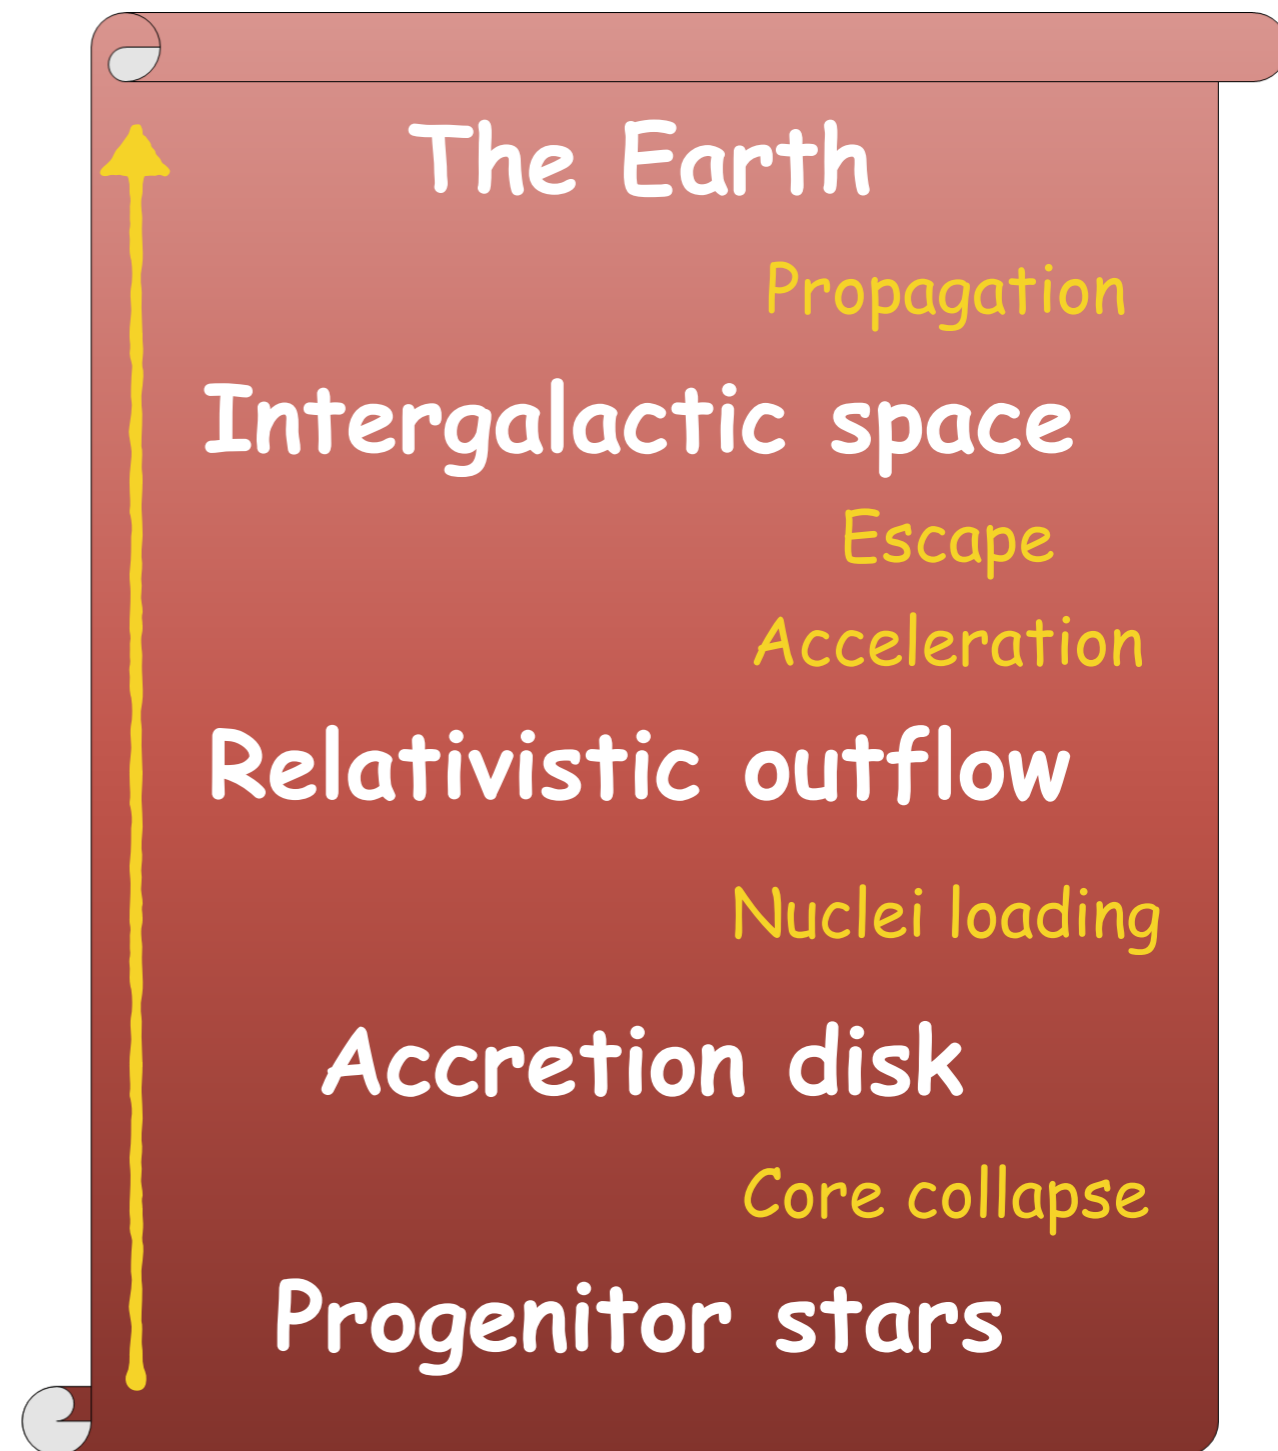 The Earth
Propagation
Intergalactic space
Escape
Acceleration
Relativistic outflow
Nuclei loading
Accretion disk
Core collapse
Progenitor stars